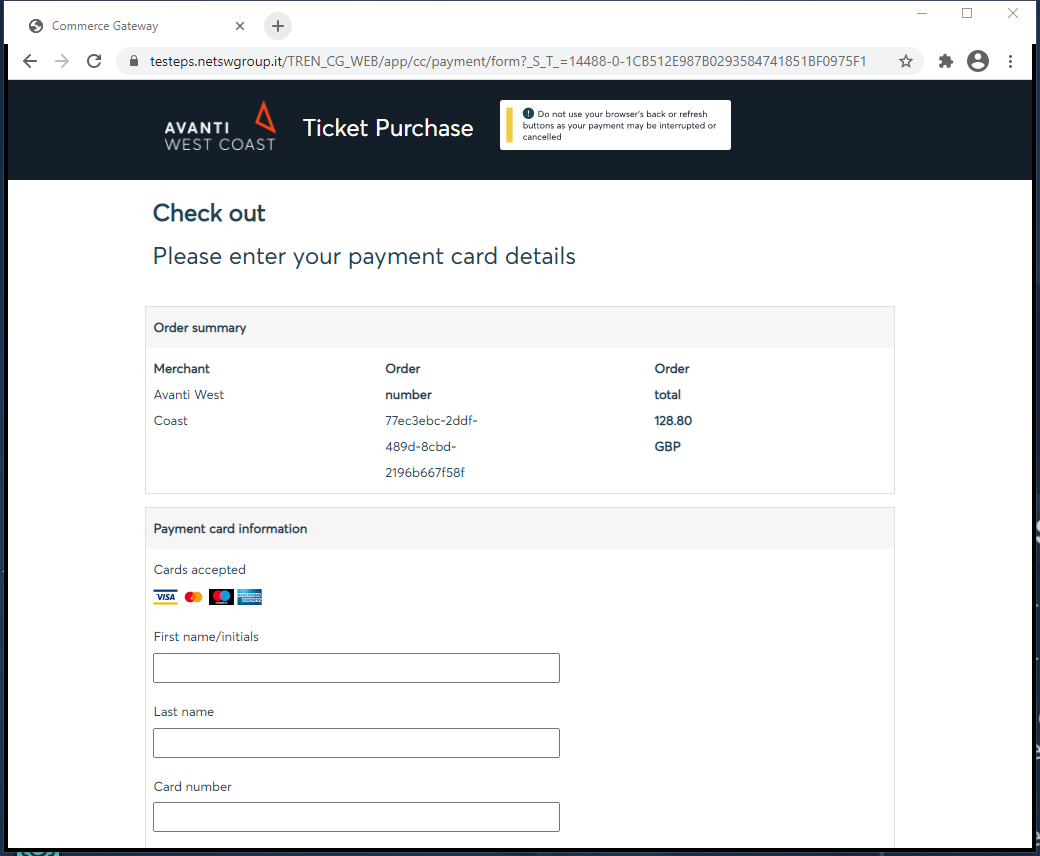 Commerce Gateway
testeps.netswgroup.it/TREN_CG_WEB/app/cc/payment/form?_S_T_=14488-0-1CB512E987B0293584741851BF0975F1
AVANTI
WEST COAST
Ticket Purchase
Do not use your browser's back or refresh
buttons as your payment may be interrupted or
cancelled
Check out
Please enter your payment card details
Order summary
Merchant
Avanti West
Coast
Order
number
77ec3ebc-2ddf-
489d-8cbd-
2196b667f58f
Order
total
128.80
GBP
Payment card information
Cards accepted
VISA
First name/initials
Last name
Card number